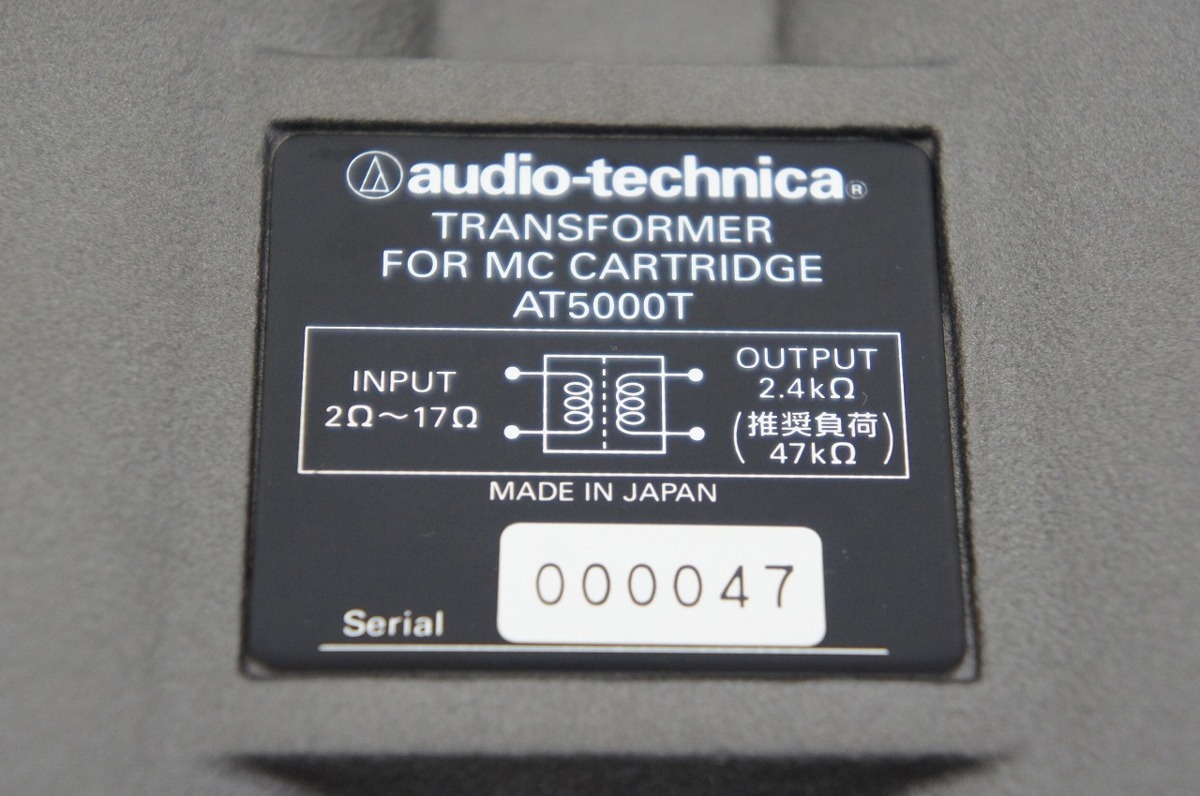 audio-technica®
TRANSFORMER
FOR MC CARTRIDGE
AT5000T
INPUT
2Ω～17Ω
OUTPUT
2.4kΩ
(推奨負荷
47kΩ)
MADE IN JAPAN
000047
Serial